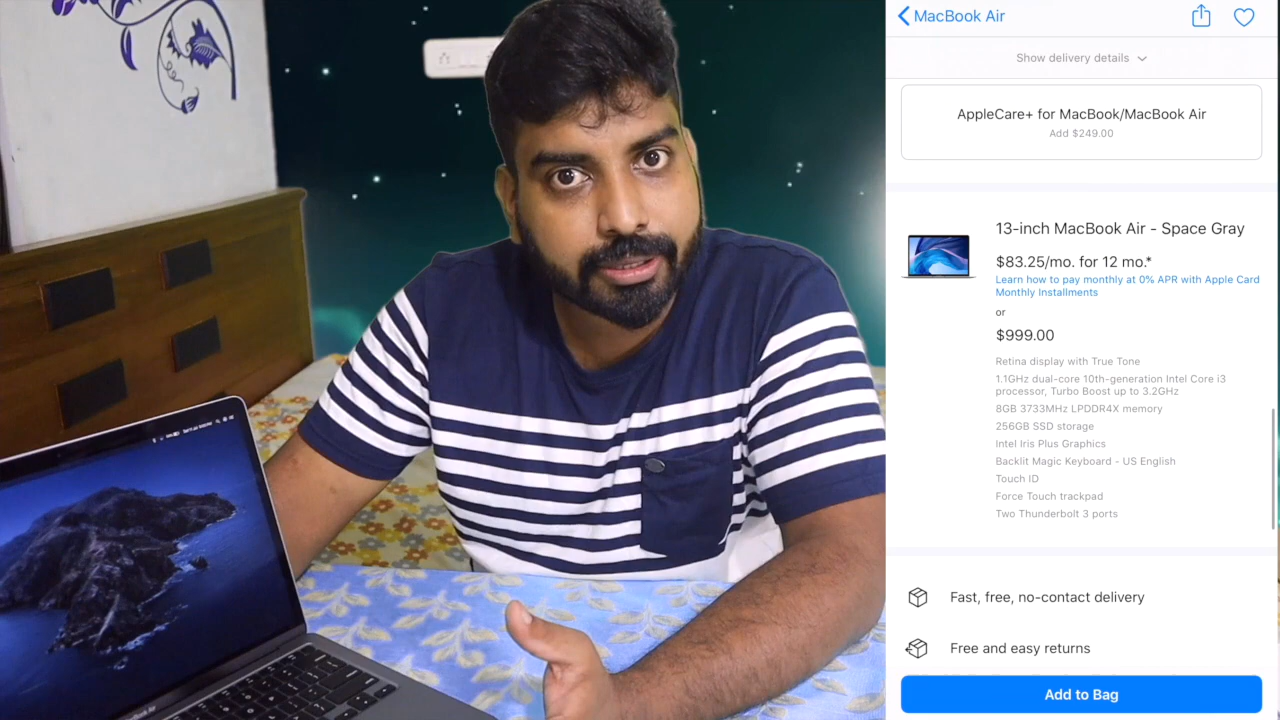 MacBook Air
Show delivery details
AppleCare+ for MacBook/MacBook Air
Add $249.00
13-inch MacBook Air - Space Gray
$83.25/mo. for 12 mo.*
Learn how to pay monthly at 0% APR with Apple Card
Monthly Installments
or
$999.00
Retina display with True Tone
1.1GHz dual-core 10th-generation Intel Core i3
processor, Turbo Boost up to 3.2GHz
8GB 3733MHz LPDDR4X memory
256GB SSD storage
Intel Iris Plus Graphics
Backlit Magic Keyboard - US English
Touch ID
Force Touch trackpad
Two Thunderbolt 3 ports
Fast, free, no-contact delivery
Free and easy returns
Add to Bag